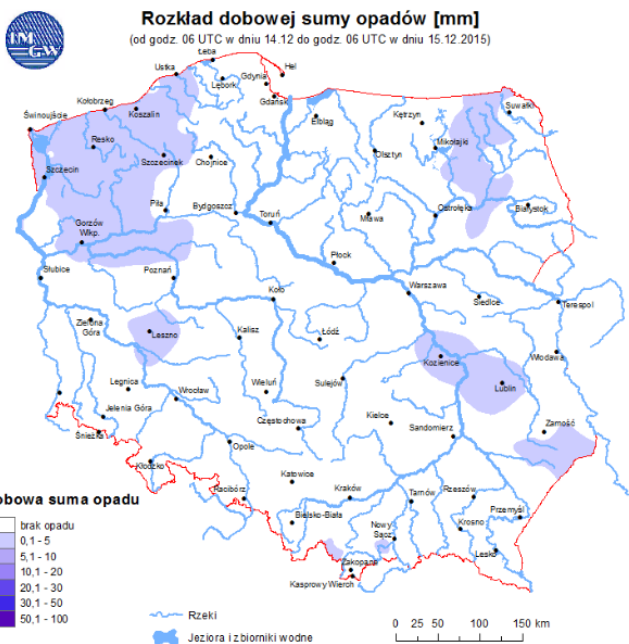 IM
GW
Rozkład dobowej sumy opadów [mm]
(od godz. 06 UTC w dniu 14.12 do godz. 06 UTC w dniu 15.12.2015)
Łeba
Hel
Ustka
Gdynia
Lębork
Gdańsk
Suwałki
Kołobrzeg
Koszalin
Świnoujście
Elbląg
Kętrzyn
Resko
Mikołajki
Szczecinek
Chojnice
Olsztyn
Szczecin
Piła
Bydgoszcz
Toruń
Mława
Ostrołęka
Białystok
Gorzów
Wlkp.
Płock
Słubice
Poznań
Koło
Warszawa
Siedlce
Terespol
Zielona
Góra
Leszno
Kalisz
Łódź
Kozienice
Włodawa
Legnica
Wrocław
Wieluń
Sulejów
Lublin
Jelenia Góra
Śnieżka
Częstochowa
Kielce
Sandomierz
Zamość
Opole
Kłodzko
Katowice
Racibórz
Kraków
Tarnów
Rzeszów
Bielsko-Biała
Nowy
Sącz
Krosno
Przemyśl
Lesko
Zakopane
Kasprowy Wierch
obowa suma opadu
brak opadu
0,1 - 5
5,1 - 10
10,1 - 20
20,1 - 30
30,1 - 50
50,1 - 100
Rzeki
Jeziora i zbiorniki wodne
0 25 50 100 150 km